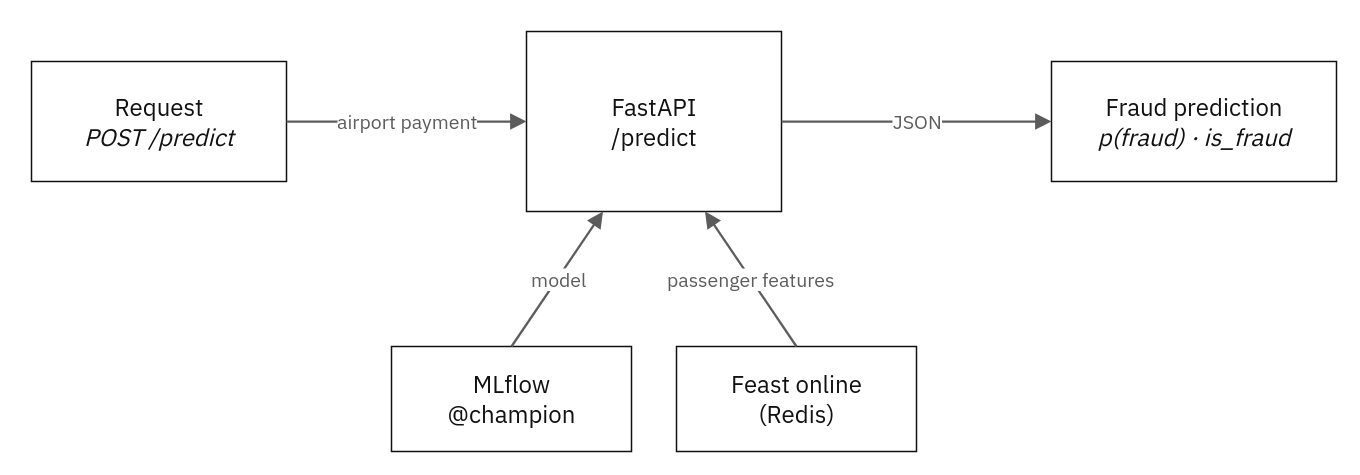 Request
POST /predict
airport payment
FastAPI
/predict
JSON
Fraud prediction
p(fraud) · is_fraud
model
passenger features
MLflow
@champion
Feast online
(Redis)